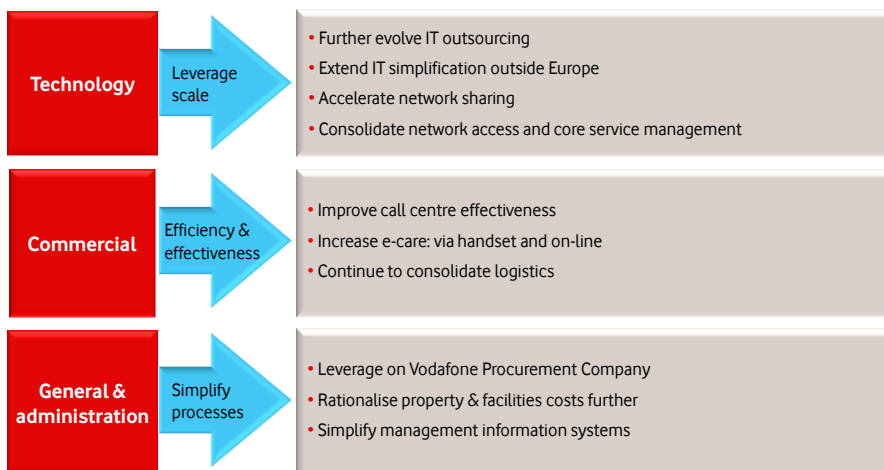 Technology
Leverage
scale
• Further evolve IT outsourcing
• Extend IT simplification outside Europe
• Accelerate network sharing
• Consolidate network access and core service management
Commercial
Efficiency &
effectiveness
• Improve call centre effectiveness
• Increase e-care: via handset and on-line
• Continue to consolidate logistics
General &
administration
Simplify
processes
• Leverage on Vodafone Procurement Company
• Rationalise property & facilities costs further
• Simplify management information systems